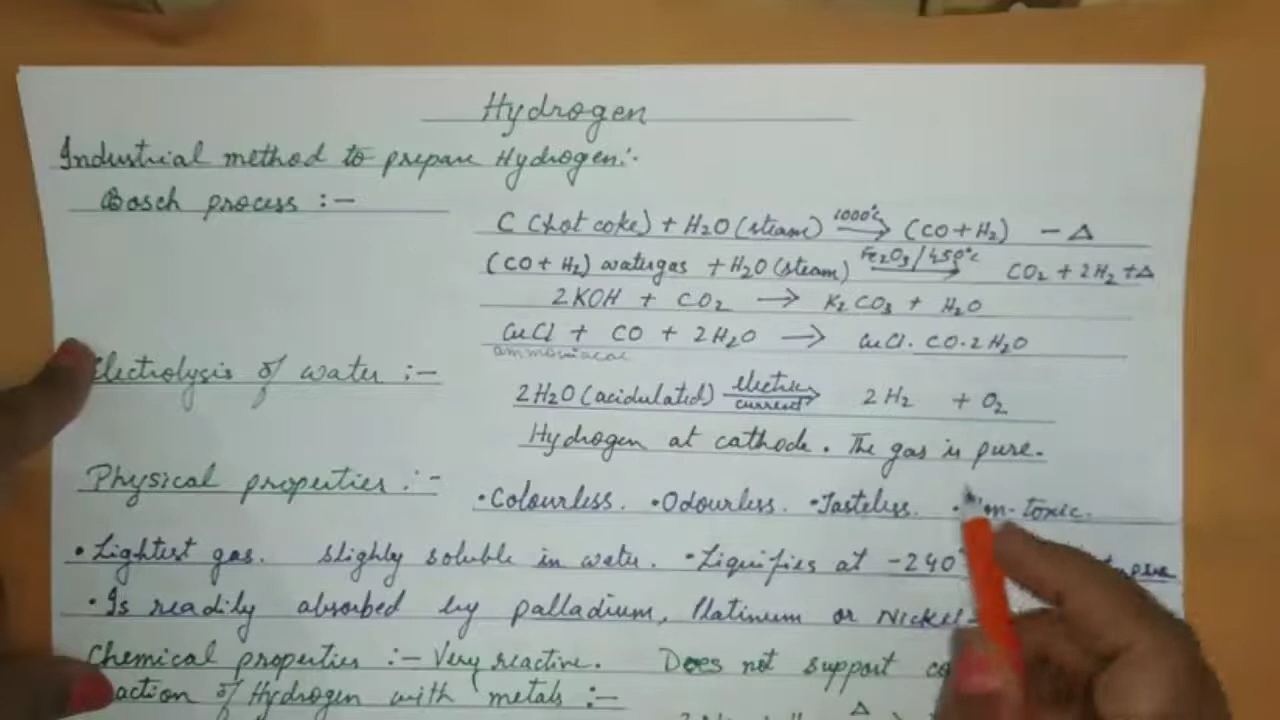 Hydrogen
Industrial method to prepare Hydrogen:-
Bosch process :-
C (hot coke) + H₂O (steam) 1000°C → (CO + H₂) - Δ
(CO + H₂) watergas + H₂O (steam) Fe₂O₃/450°C → CO₂ + 2H₂ + Δ
2KOH + CO₂ → K₂CO₃ + H₂O
CuCl + CO + 2H₂O → CuCl. CO. 2H₂O
ammoniacal
Electrolysis of water :-
2H₂O (acidulated) electric current → 2H₂ + O₂
Hydrogen at cathode. The gas is pure.
Physical properties :- •Colourless. •Odourless. •Tasteless. •n-toxic.
•Lightest gas. Slighly soluble in water. •Liquifies at -240°
•Is readily absorbed by palladium, Platinum or Nickel-
Chemical properties :- Very reactive. Does not support
action of Hydrogen with metals :-
Δ